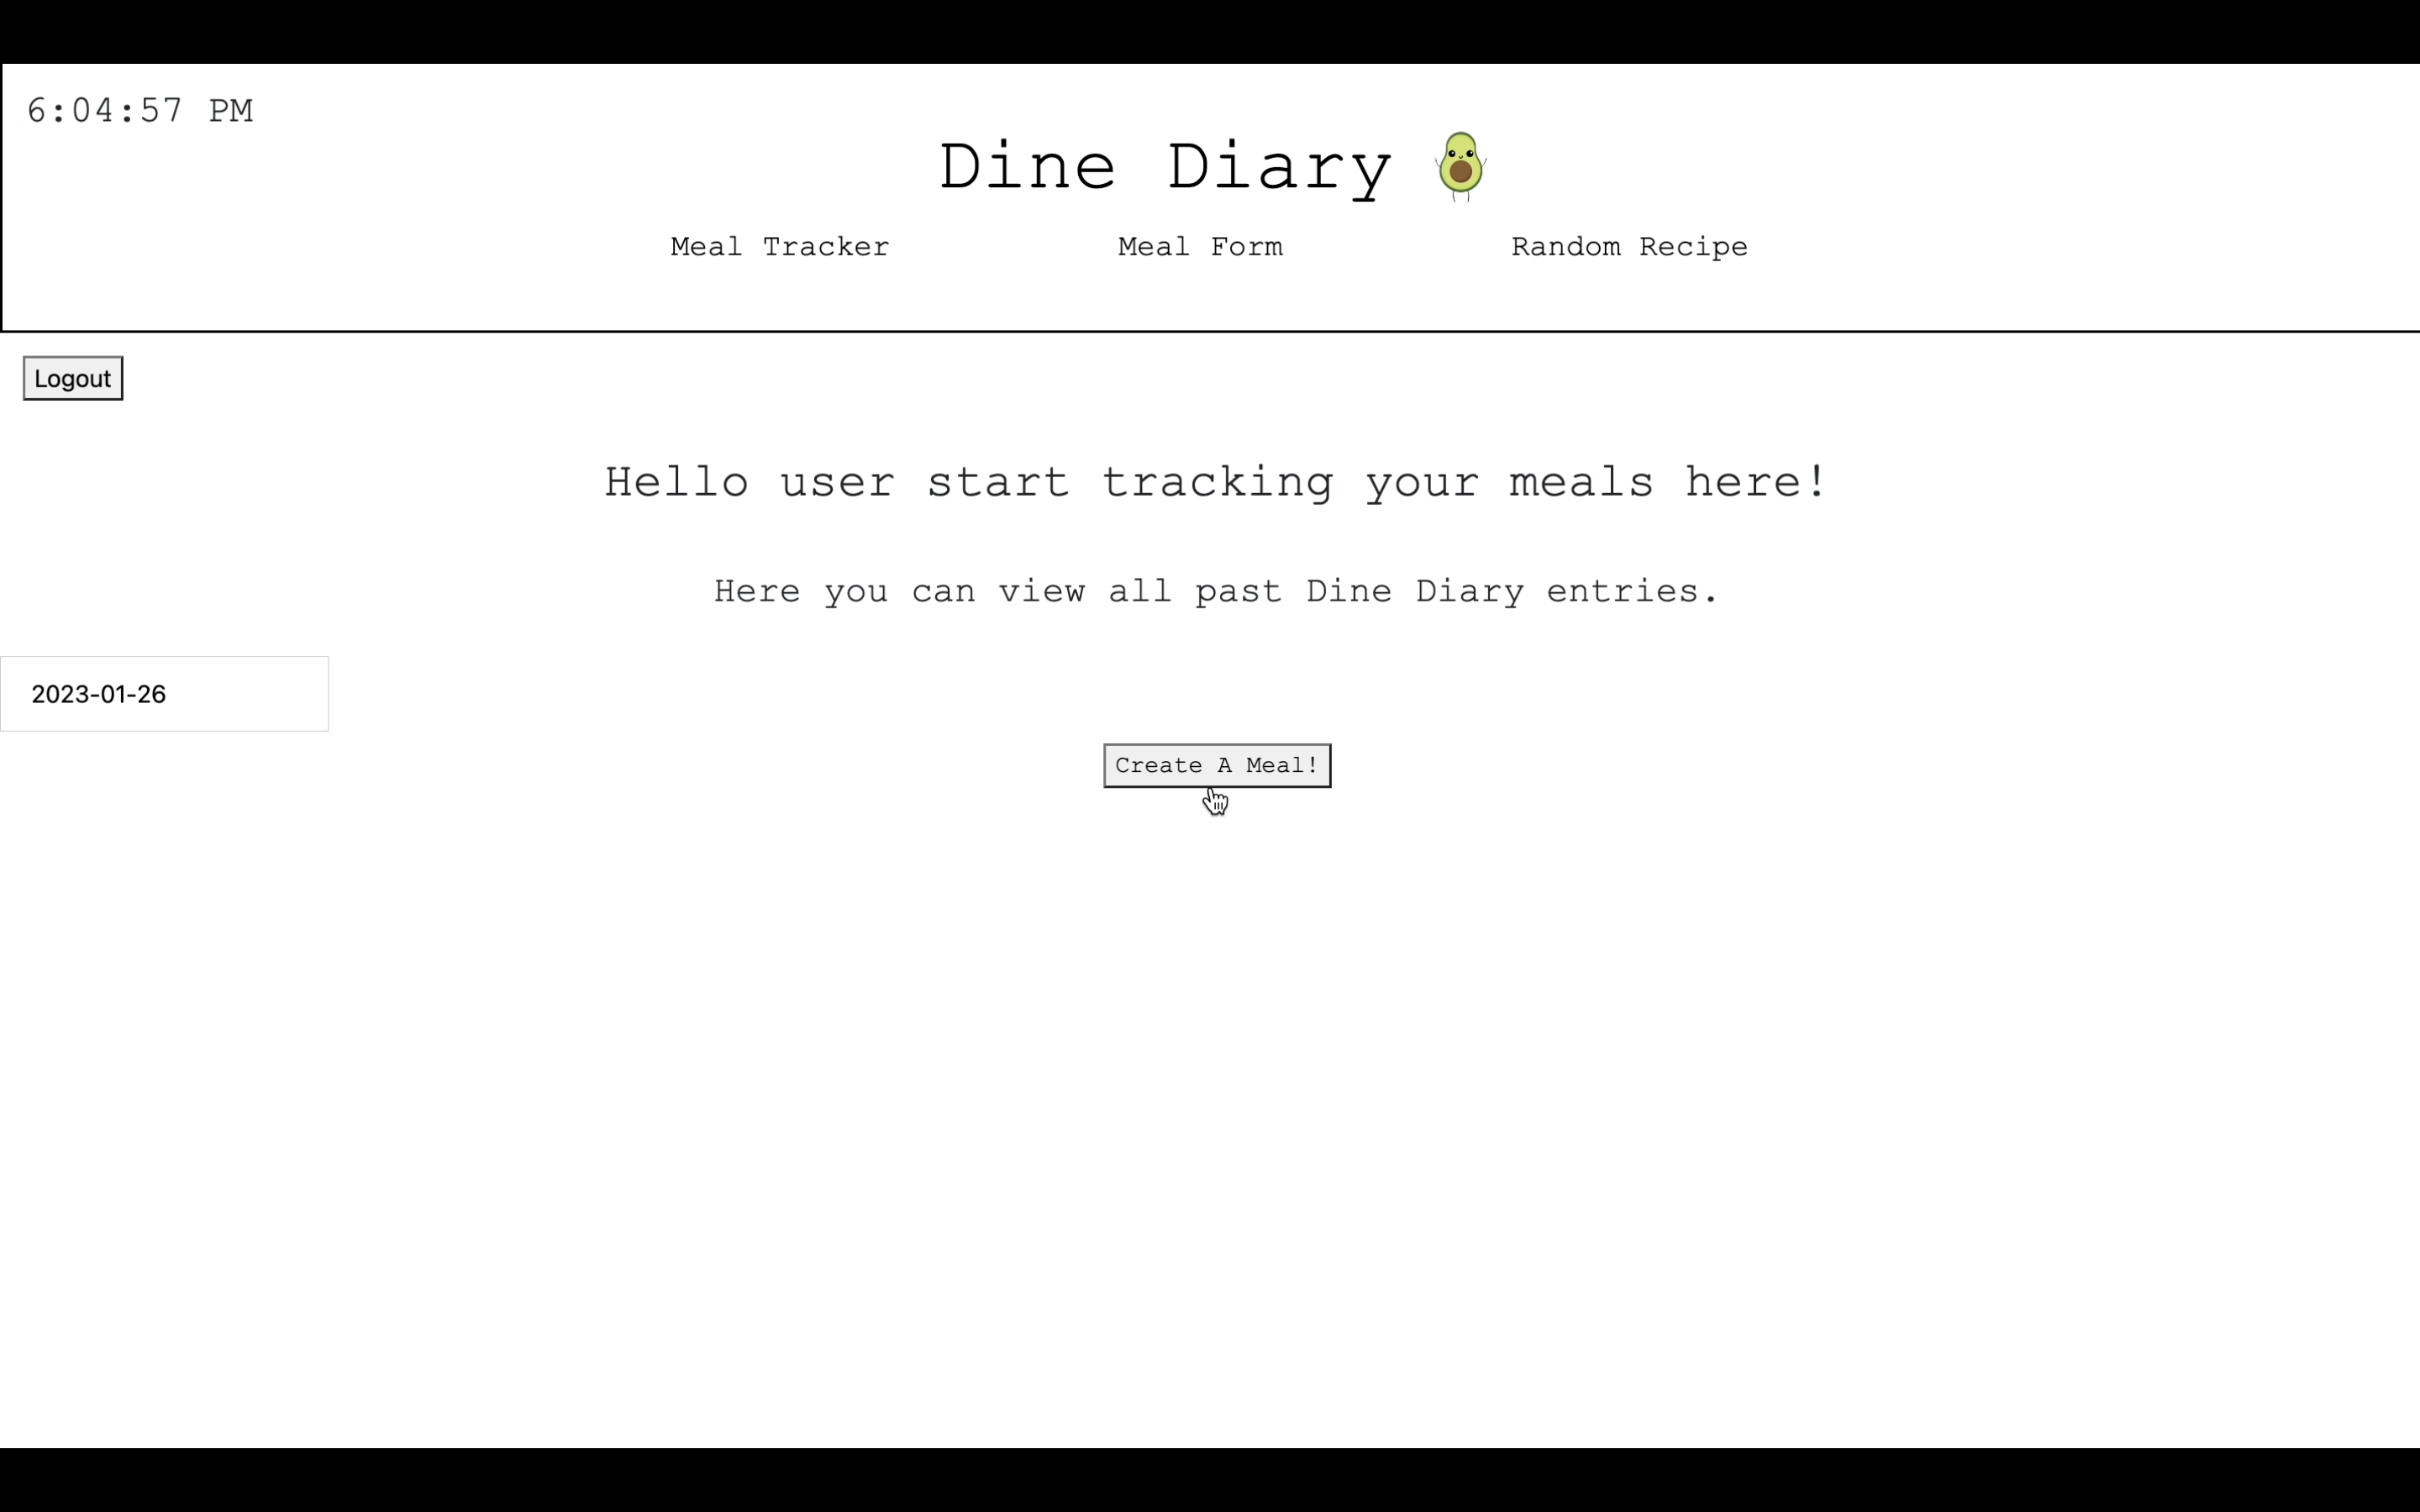 6:04:57 PM
Dine Diary
Meal Tracker Meal Form Random Recipe
Logout
Hello user start tracking your meals here!
Here you can view all past Dine Diary entries.
2023-01-26
Create A Meal!